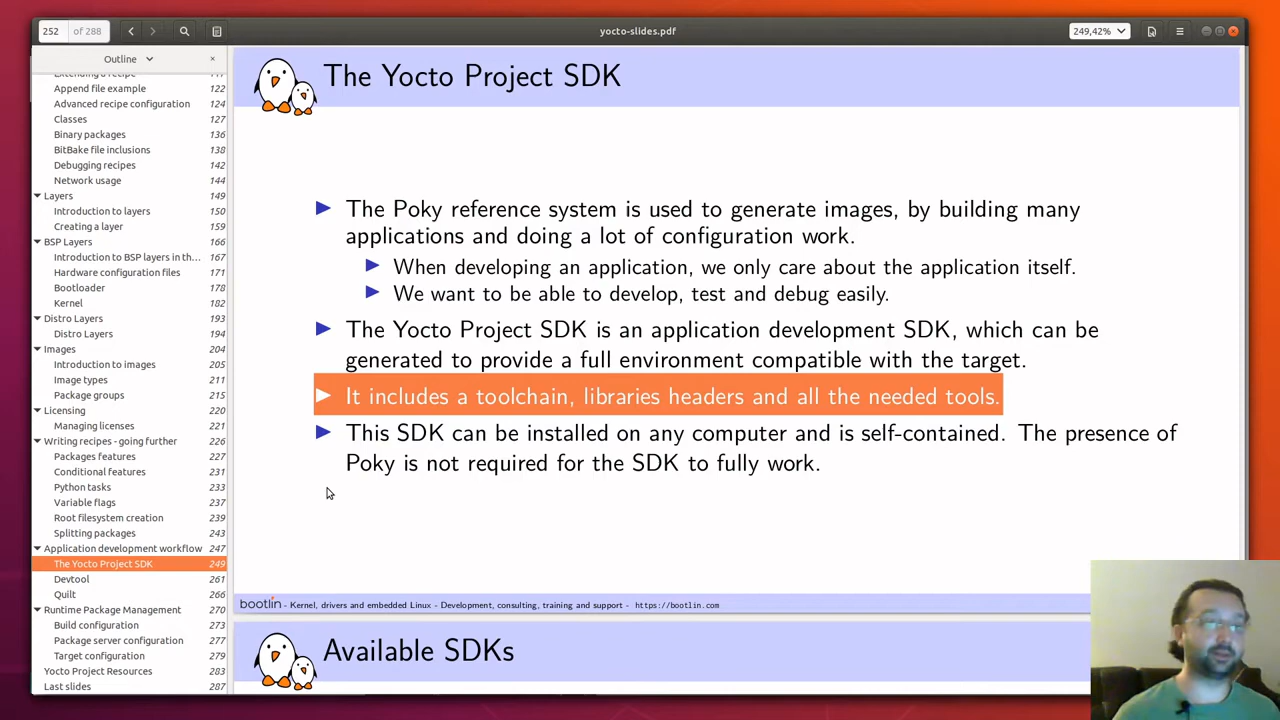 252 of 288
yocto-slides.pdf
249,42%
Outline
Append file example 122
Advanced recipe configuration 124
Classes 127
Binary packages 136
BitBake file inclusions 138
Debugging recipes 142
Network usage 144
Layers 149
Introduction to layers 150
Creating a layer 159
BSP Layers 166
Introduction to BSP layers in th... 167
Hardware configuration files 171
Bootloader 178
Kernel 182
Distro Layers 193
Distro Layers 194
Images 204
Introduction to images 205
Image types 211
Package groups 215
Licensing 220
Managing licenses 221
Writing recipes - going further 226
Packages features 227
Conditional features 231
Python tasks 233
Variable flags 237
Root filesystem creation 239
Splitting packages 243
Application development workflow 247
The Yocto Project SDK 249
Devtool 261
Quilt 266
Runtime Package Management 270
Build configuration 273
Package server configuration 277
Target configuration 279
Yocto Project Resources 283
Last slides 287
The Yocto Project SDK
The Poky reference system is used to generate images, by building many
applications and doing a lot of configuration work.
When developing an application, we only care about the application itself.
We want to be able to develop, test and debug easily.
The Yocto Project SDK is an application development SDK, which can be
generated to provide a full environment compatible with the target.
It includes a toolchain, libraries headers and all the needed tools.
This SDK can be installed on any computer and is self-contained. The presence of
Poky is not required for the SDK to fully work.
bootlin - Kernel, drivers and embedded Linux - Development, consulting, training and support - https://bootlin.com
Available SDKs